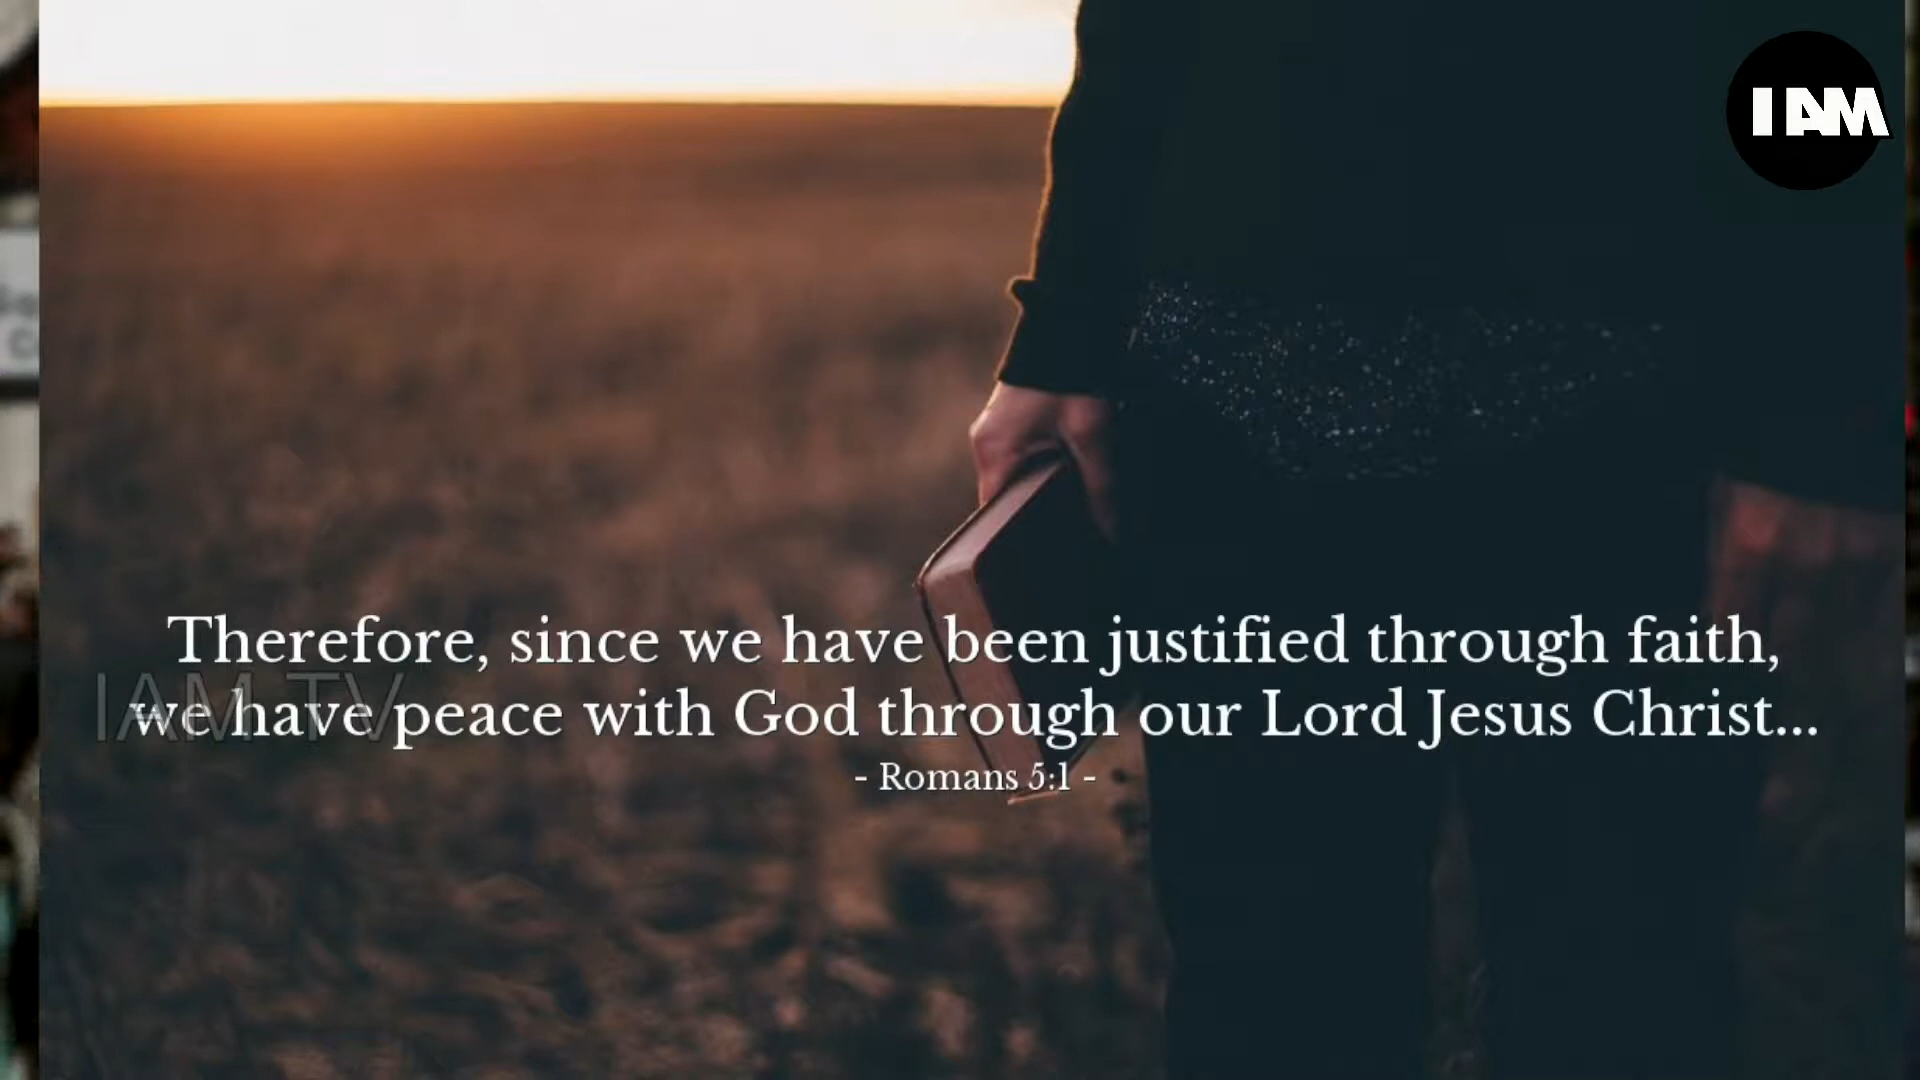 I AM
Therefore, since we have been justified through faith,
IAM TV
we have peace with God through our Lord Jesus Christ...
- Romans 5:1 -